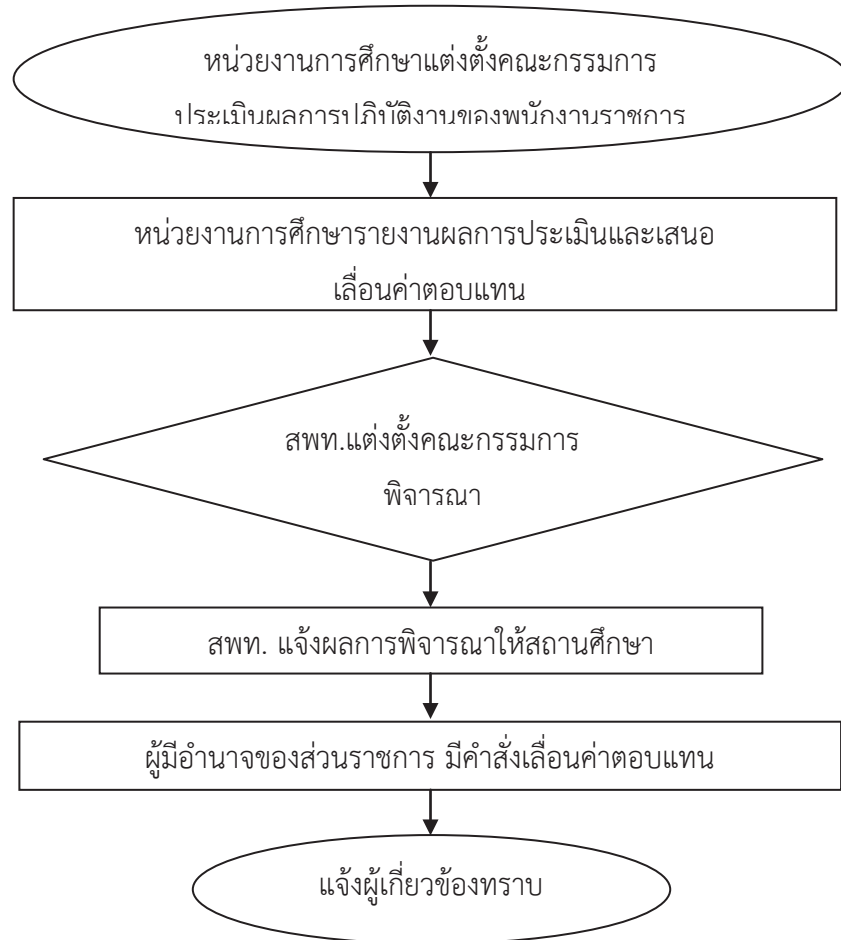 หน่วยงานการศึกษาแต่งตั้งคณะกรรมการ
ประเมินผลการปฏิบัติงานของพนักงานราชการ
หน่วยงานการศึกษารายงานผลการประเมินและเสนอ
เลื่อนค่าตอบแทน
สพท.แต่งตั้งคณะกรรมการ
พิจารณา
สพท. แจ้งผลการพิจารณาให้สถานศึกษา
ผู้มีอำนาจของส่วนราชการ มีคำสั่งเลื่อนค่าตอบแทน
แจ้งผู้เกี่ยวข้องทราบ